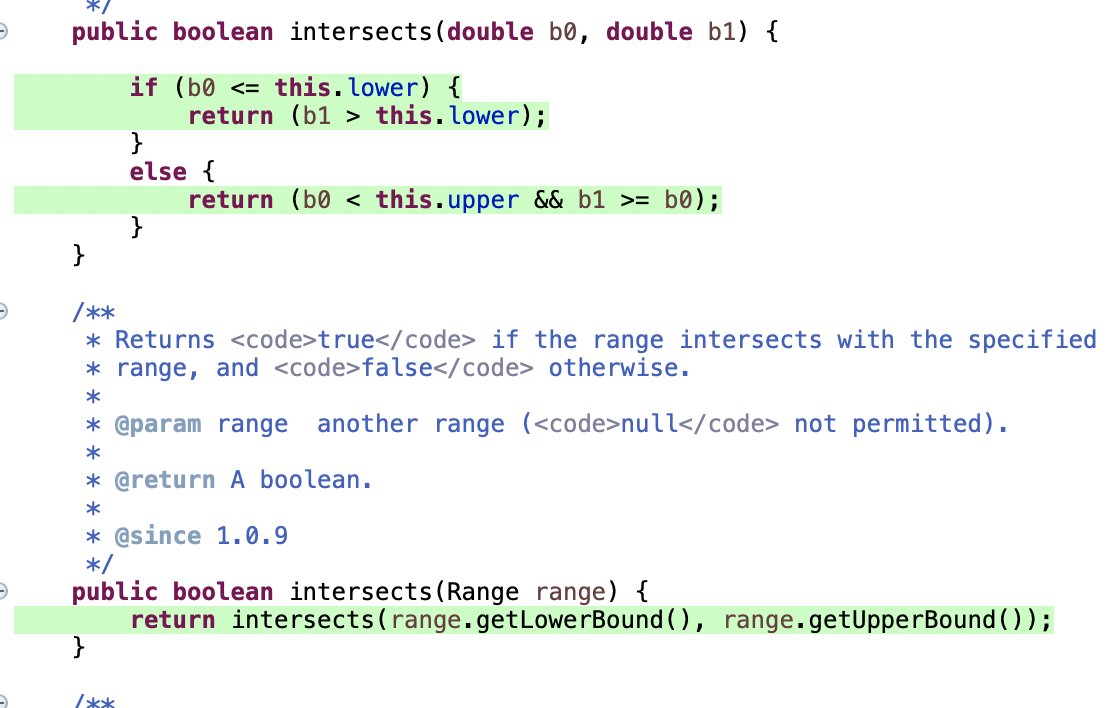 */
public boolean intersects(double b0, double b1) {
if (b0 <= this.lower) {
return (b1 > this.lower);
}
else {
return (b0 < this.upper && b1 >= b0);
}
}
/**
* Returns <code>true</code> if the range intersects with the specified
* range, and <code>false</code> otherwise.
*
* @param range  another range (<code>null</code> not permitted).
*
* @return A boolean.
*
* @since 1.0.9
*/
public boolean intersects(Range range) {
return intersects(range.getLowerBound(), range.getUpperBound());
}
/**